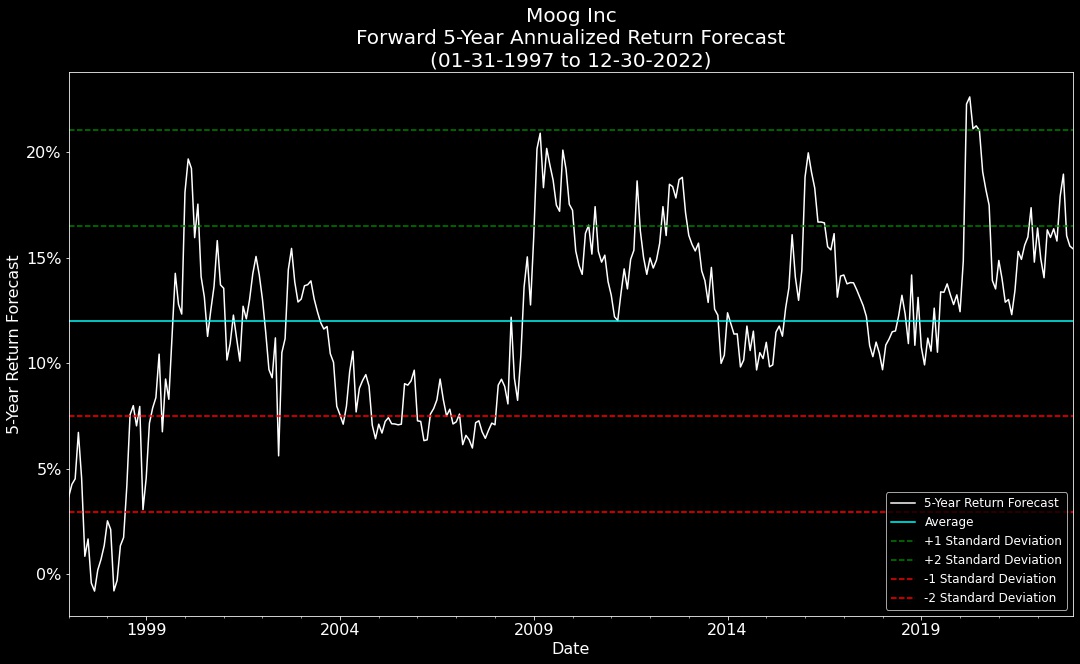 Moog Inc
Forward 5-Year Annualized Return Forecast
(01-31-1997 to 12-30-2022)
5-Year Return Forecast
20%
15%
10%
5%
0%
5-Year Return Forecast
Average
+1 Standard Deviation
+2 Standard Deviation
-1 Standard Deviation
-2 Standard Deviation
1999 2004 2009 2014 2019
Date